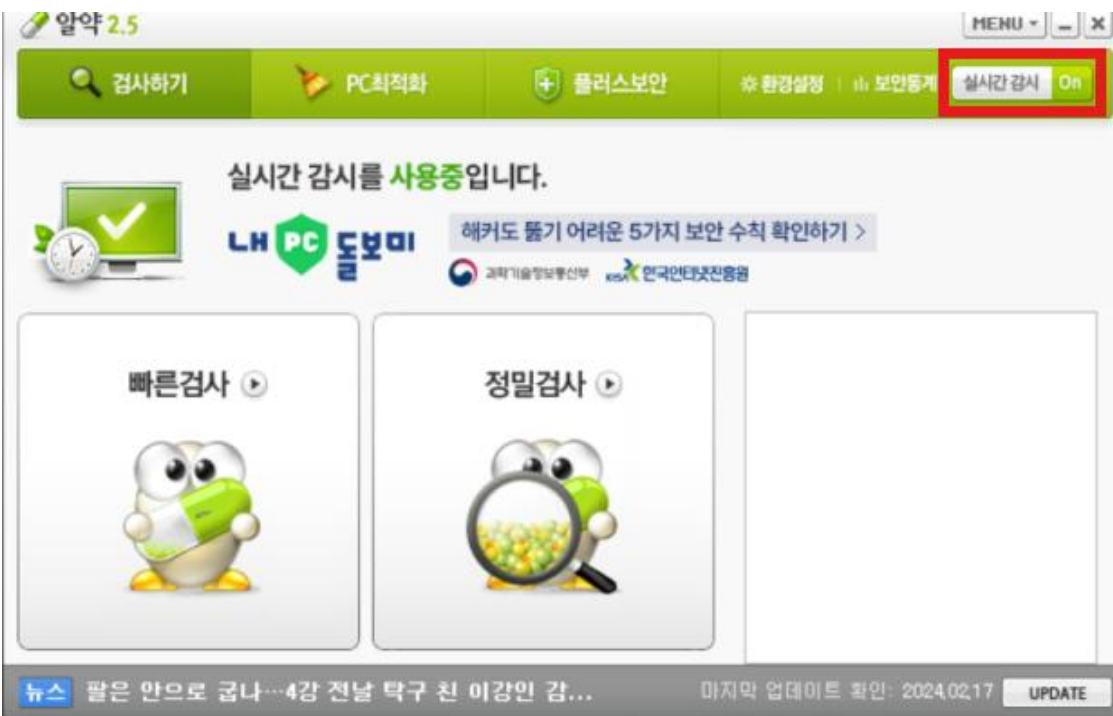 알약 2.5
MENU
검사하기 PC최적화 플러스보안 환경설정 보안통계 실시간 감시 On
실시간 감시를 사용중입니다.
내 PC 돌보미 해커도 뚫기 어려운 5가지 보안 수칙 확인하기 >
과학기술정보통신부 KISA 한국인터넷진흥원
빠른검사 정밀검사
뉴스 팔은 안으로 굽나…4강 전날 탁구 친 이강인 감... 마지막 업데이트 확인: 2024.02.17 UPDATE